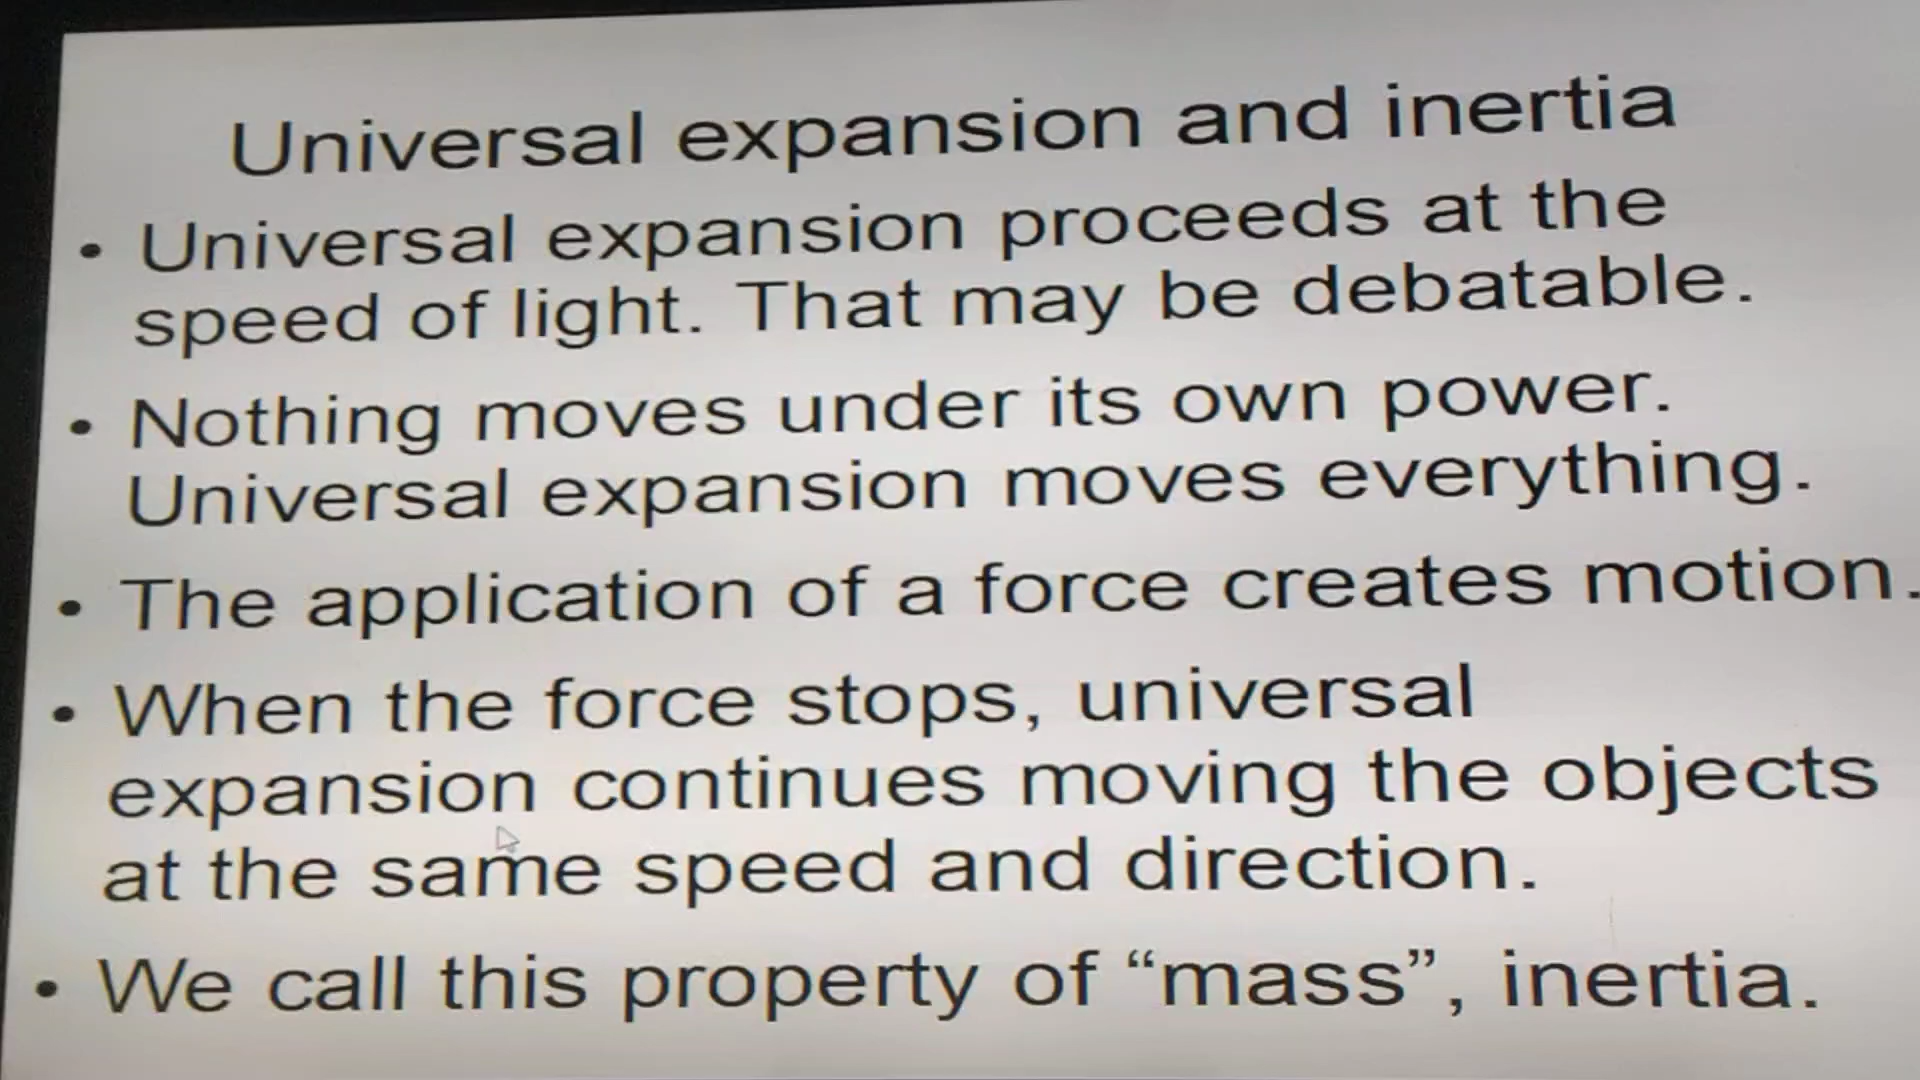 Universal expansion and inertia
• Universal expansion proceeds at the
speed of light. That may be debatable.
• Nothing moves under its own power.
Universal expansion moves everything.
• The application of a force creates motion.
• When the force stops, universal
expansion continues moving the objects
at the same speed and direction.
• We call this property of “mass”, inertia.